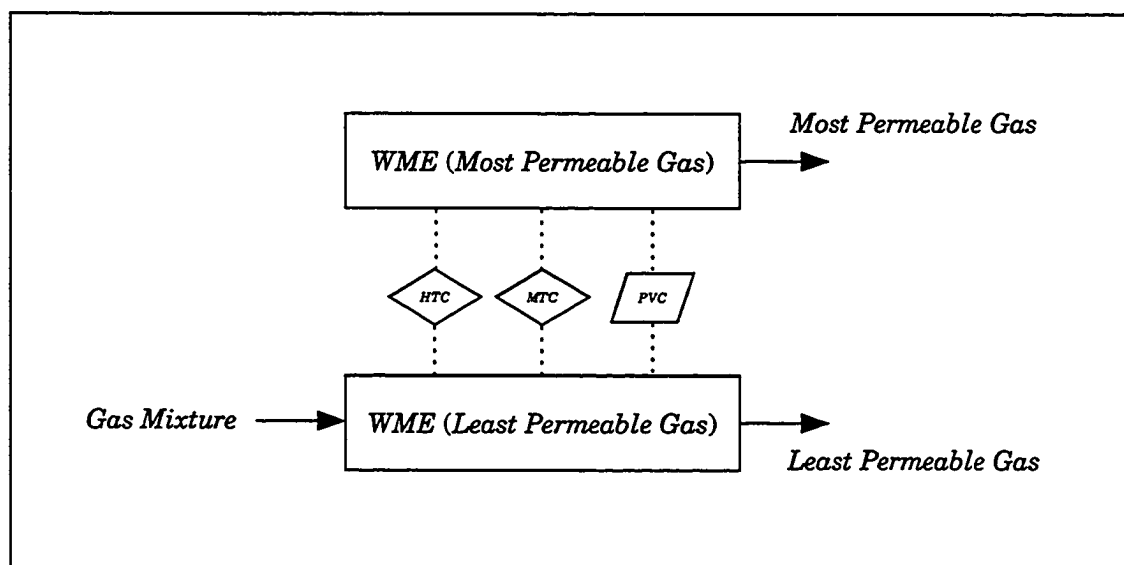 Most Permeable Gas
WME (Most Permeable Gas)
HTC
MTC
PVC
Gas Mixture
WME (Least Permeable Gas)
Least Permeable Gas